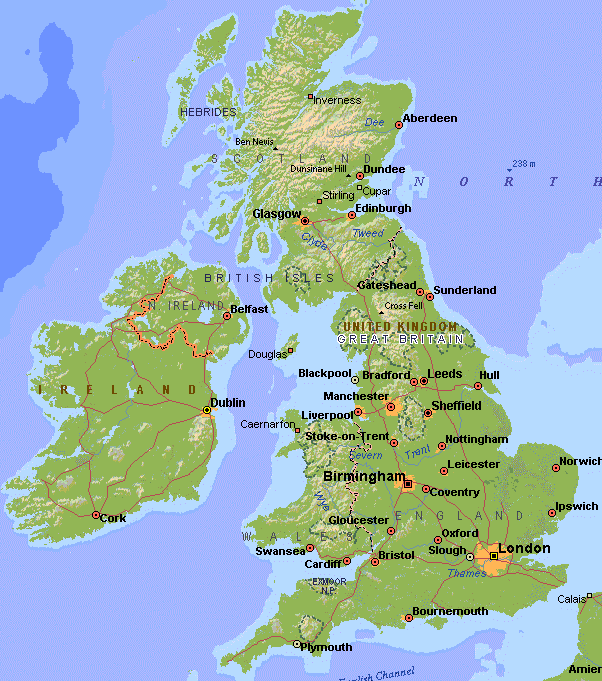 Inverness
HEBRIDES
Aberdeen
Dee
Ben Nevis
SCOTLAND
238 m
Dunsinane Hill
Dundee
NORTH
Stirling
Cupar
Glasgow
Edinburgh
Clyde
Tweed
BRITISH ISLES
Gateshead
Sunderland
N. IRELAND
Cross Fell
Belfast
UNITED KINGDOM
GREAT BRITAIN
Douglas
Blackpool
Bradford
Leeds
Hull
IRELAND
Manchester
Dublin
Liverpool
Sheffield
Caernarfon
Stoke-on-Trent
Nottingham
Severn
Trent
Norwich
Leicester
Birmingham
Coventry
Wye
Ipswich
Cork
Gloucester
ENGLAND
WALES
Oxford
Swansea
Slough
London
Cardiff
Bristol
Thames
EXMOOR
N.P.
Calais
Bournemouth
Plymouth
English Channel
Amier